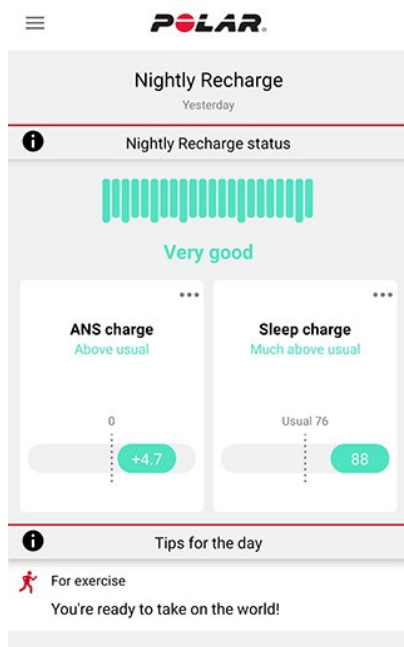 POLAR.
Nightly Recharge
Yesterday
Nightly Recharge status
Very good
ANS charge
Above usual
0
+4.7
Sleep charge
Much above usual
Usual 76
88
Tips for the day
For exercise
You're ready to take on the world!